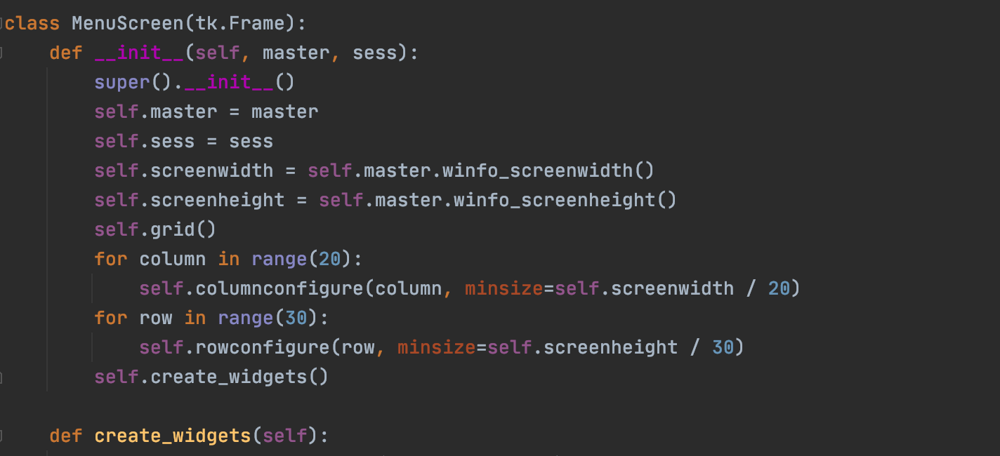 class MenuScreen(tk.Frame):
    def __init__(self, master, sess):
        super().__init__()
        self.master = master
        self.sess = sess
        self.screenwidth = self.master.winfo_screenwidth()
        self.screenheight = self.master.winfo_screenheight()
        self.grid()
        for column in range(20):
            self.columnconfigure(column, minsize=self.screenwidth / 20)
        for row in range(30):
            self.rowconfigure(row, minsize=self.screenheight / 30)
        self.create_widgets()

    def create_widgets(self):